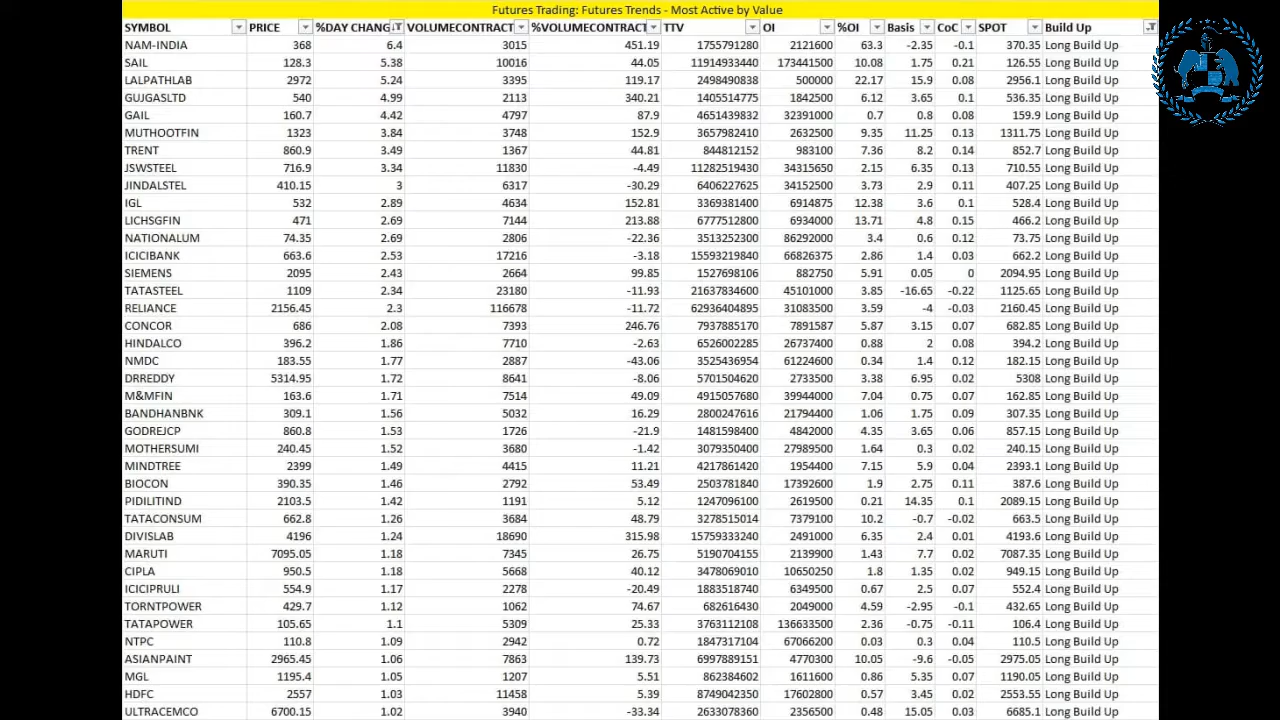 Futures Trading: Futures Trends - Most Active by Value
SYMBOL PRICE %DAY CHANG VOLUMECONTRACT %VOLUMECONTRACT TTV OI %OI Basis CoC SPOT Build Up
NAM-INDIA 368 6.4 3015 451.19 1755791280 2121600 63.3 -2.35 -0.1 370.35 Long Build Up
SAIL 128.3 5.38 10016 44.05 11914933440 173441500 10.08 1.75 0.21 126.55 Long Build Up
LALPATHLAB 2972 5.24 3395 119.17 2498490838 500000 22.17 15.9 0.08 2956.1 Long Build Up
GUJGASLTD 540 4.99 2113 340.21 1405514775 1842500 6.12 3.65 0.1 536.35 Long Build Up
GAIL 160.7 4.42 4797 87.9 4651439832 32391000 0.7 0.8 0.08 159.9 Long Build Up
MUTHOOTFIN 1323 3.84 3748 152.9 3657982410 2632500 9.35 11.25 0.13 1311.75 Long Build Up
TRENT 860.9 3.49 1367 44.81 844812152 983100 7.36 8.2 0.14 852.7 Long Build Up
JSWSTEEL 716.9 3.34 11830 -4.49 11282519430 34315650 2.15 6.35 0.13 710.55 Long Build Up
JINDALSTEL 410.15 3 6317 -30.29 6406227625 34152500 3.73 2.9 0.11 407.25 Long Build Up
IGL 532 2.89 4634 152.81 3369381400 6914875 12.38 3.6 0.1 528.4 Long Build Up
LICHSGFIN 471 2.69 7144 213.88 6777512800 6934000 13.71 4.8 0.15 466.2 Long Build Up
NATIONALUM 74.35 2.69 2806 -22.36 3513252300 86292000 3.4 0.6 0.12 73.75 Long Build Up
ICICIBANK 663.6 2.53 17216 -3.18 15593219840 66826375 2.86 1.4 0.03 662.2 Long Build Up
SIEMENS 2095 2.43 2664 99.85 1527698106 882750 5.91 0.05 0 2094.95 Long Build Up
TATASTEEL 1109 2.34 23180 -11.93 21637834600 45101000 3.85 -16.65 -0.22 1125.65 Long Build Up
RELIANCE 2156.45 2.3 116678 -11.72 62936404895 31083500 3.59 -4 -0.03 2160.45 Long Build Up
CONCOR 686 2.08 7393 246.76 7937885170 7891587 5.87 3.15 0.07 682.85 Long Build Up
HINDALCO 396.2 1.86 7710 -2.63 6526002285 26737400 0.88 2 0.08 394.2 Long Build Up
NMDC 183.55 1.77 2887 -43.06 3525436954 61224600 0.34 1.4 0.12 182.15 Long Build Up
DRREDDY 5314.95 1.72 8641 -8.06 5701504620 2733500 3.38 6.95 0.02 5308 Long Build Up
M&MFIN 163.6 1.71 7514 49.09 4915057680 39944000 7.04 0.75 0.07 162.85 Long Build Up
BANDHANBNK 309.1 1.56 5032 16.29 2800247616 21794400 1.06 1.75 0.09 307.35 Long Build Up
GODREJCP 860.8 1.53 1726 -21.9 1481598400 4842000 4.35 3.65 0.06 857.15 Long Build Up
MOTHERSUMI 240.45 1.52 3680 -1.42 3079350400 27989500 1.64 0.3 0.02 240.15 Long Build Up
MINDTREE 2399 1.49 4415 11.21 4217861420 1954400 7.15 5.9 0.04 2393.1 Long Build Up
BIOCON 390.35 1.46 2792 53.49 2503781840 17392600 1.9 2.75 0.11 387.6 Long Build Up
PIDILITIND 2103.5 1.42 1191 5.12 1247096100 2619500 0.21 14.35 0.1 2089.15 Long Build Up
TATACONSUM 662.8 1.26 3684 48.79 3278515014 7379100 10.2 -0.7 -0.02 663.5 Long Build Up
DIVISLAB 4196 1.24 18690 315.98 15759333240 2491000 6.35 2.4 0.01 4193.6 Long Build Up
MARUTI 7095.05 1.18 7345 26.75 5190704155 2139900 1.43 7.7 0.02 7087.35 Long Build Up
CIPLA 950.5 1.18 5668 40.12 3478069010 10650250 1.8 1.35 0.02 949.15 Long Build Up
ICICIPRULI 554.9 1.17 2278 -20.49 1883518740 6349500 0.67 2.5 0.07 552.4 Long Build Up
TORNTPOWER 429.7 1.12 1062 74.67 682616430 2049000 4.59 -2.95 -0.1 432.65 Long Build Up
TATAPOWER 105.65 1.1 5309 25.33 3763112108 136633500 2.36 -0.75 -0.11 106.4 Long Build Up
NTPC 110.8 1.09 2942 0.72 1847317104 67066200 0.03 0.3 0.04 110.5 Long Build Up
ASIANPAINT 2965.45 1.06 7863 139.73 6997889151 4770300 10.05 -9.6 -0.05 2975.05 Long Build Up
MGL 1195.4 1.05 1207 5.51 862384602 1611600 0.86 5.35 0.07 1190.05 Long Build Up
HDFC 2557 1.03 11458 5.39 8749042350 17602800 0.57 3.45 0.02 2553.55 Long Build Up
ULTRACEMCO 6700.15 1.02 3940 -33.34 2633078360 2356500 0.48 15.05 0.03 6685.1 Long Build Up